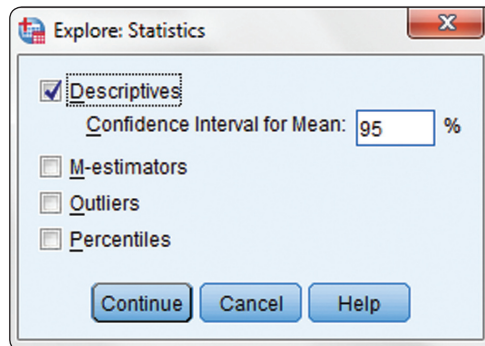 Explore: Statistics
Descriptives
Confidence Interval for Mean: 95 %
M-estimators
Outliers
Percentiles
Continue Cancel Help